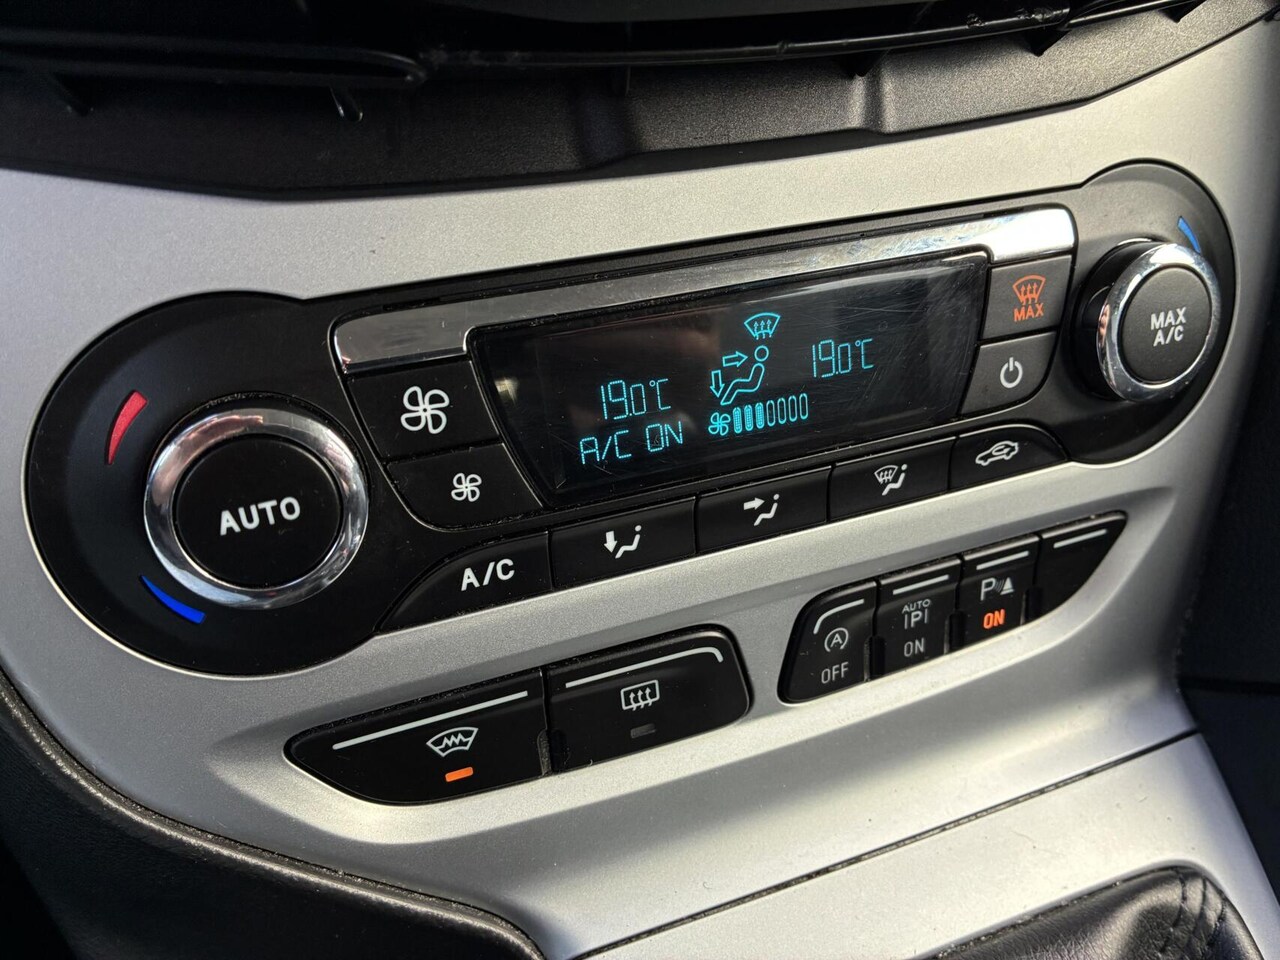 MAX
MAX
A/C
19.0°C
19.0°C
A/C ON
AUTO
A/C
A
OFF
AUTO
P
ON
P
ON